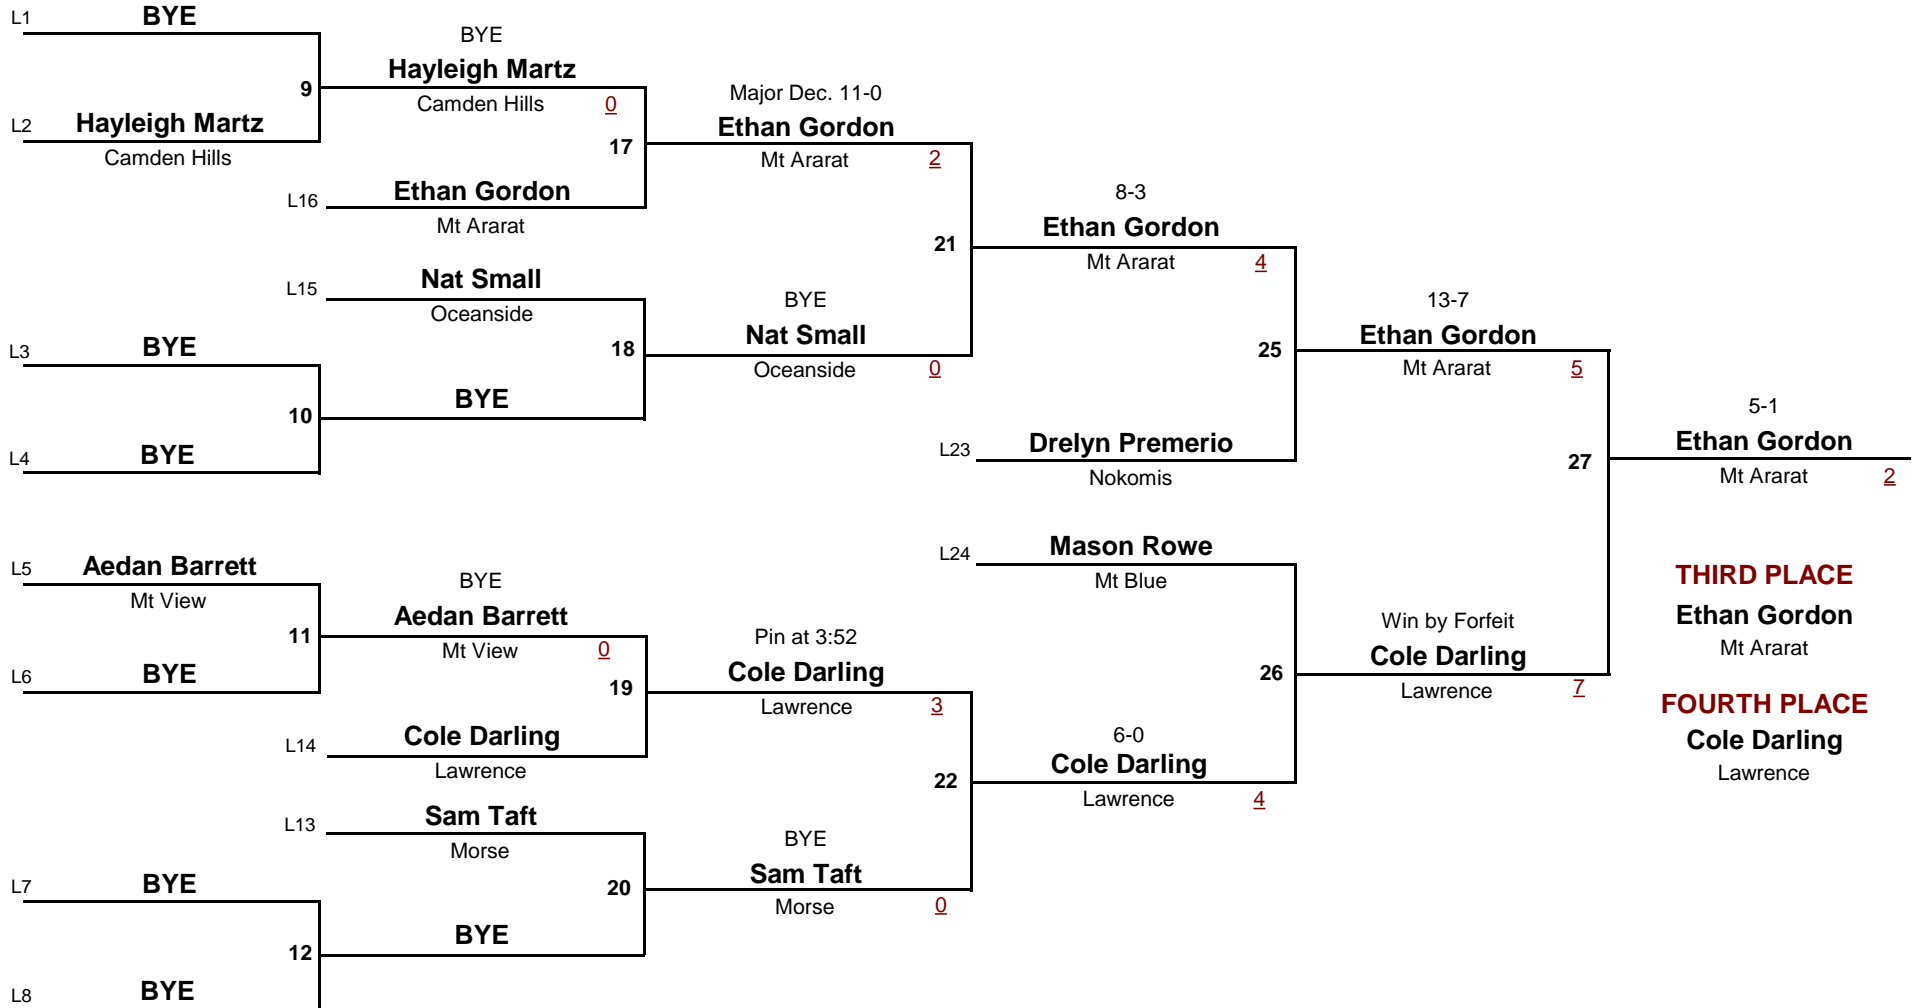 L1 BYE
9
L2 Hayleigh Martz
Camden Hills
BYE
Hayleigh Martz
Camden Hills 0
17
L16 Ethan Gordon
Mt Ararat
Major Dec. 11-0
Ethan Gordon
Mt Ararat 2
21
L15 Nat Small
Oceanside
18
L3 BYE
10
BYE
L4 BYE
BYE
Nat Small
Oceanside 0
8-3
Ethan Gordon
Mt Ararat 4
25
L23 Drelyn Premerio
Nokomis
13-7
Ethan Gordon
Mt Ararat 5
27
5-1
Ethan Gordon
Mt Ararat 2
L5 Aedan Barrett
Mt View
11
L6 BYE
BYE
Aedan Barrett
Mt View 0
19
L14 Cole Darling
Lawrence
Pin at 3:52
Cole Darling
Lawrence 3
22
L13 Sam Taft
Morse
20
L7 BYE
12
BYE
L8 BYE
BYE
Sam Taft
Morse 0
L24 Mason Rowe
Mt Blue
26
6-0
Cole Darling
Lawrence 4
Win by Forfeit
Cole Darling
Lawrence 7
THIRD PLACE
Ethan Gordon
Mt Ararat
FOURTH PLACE
Cole Darling
Lawrence